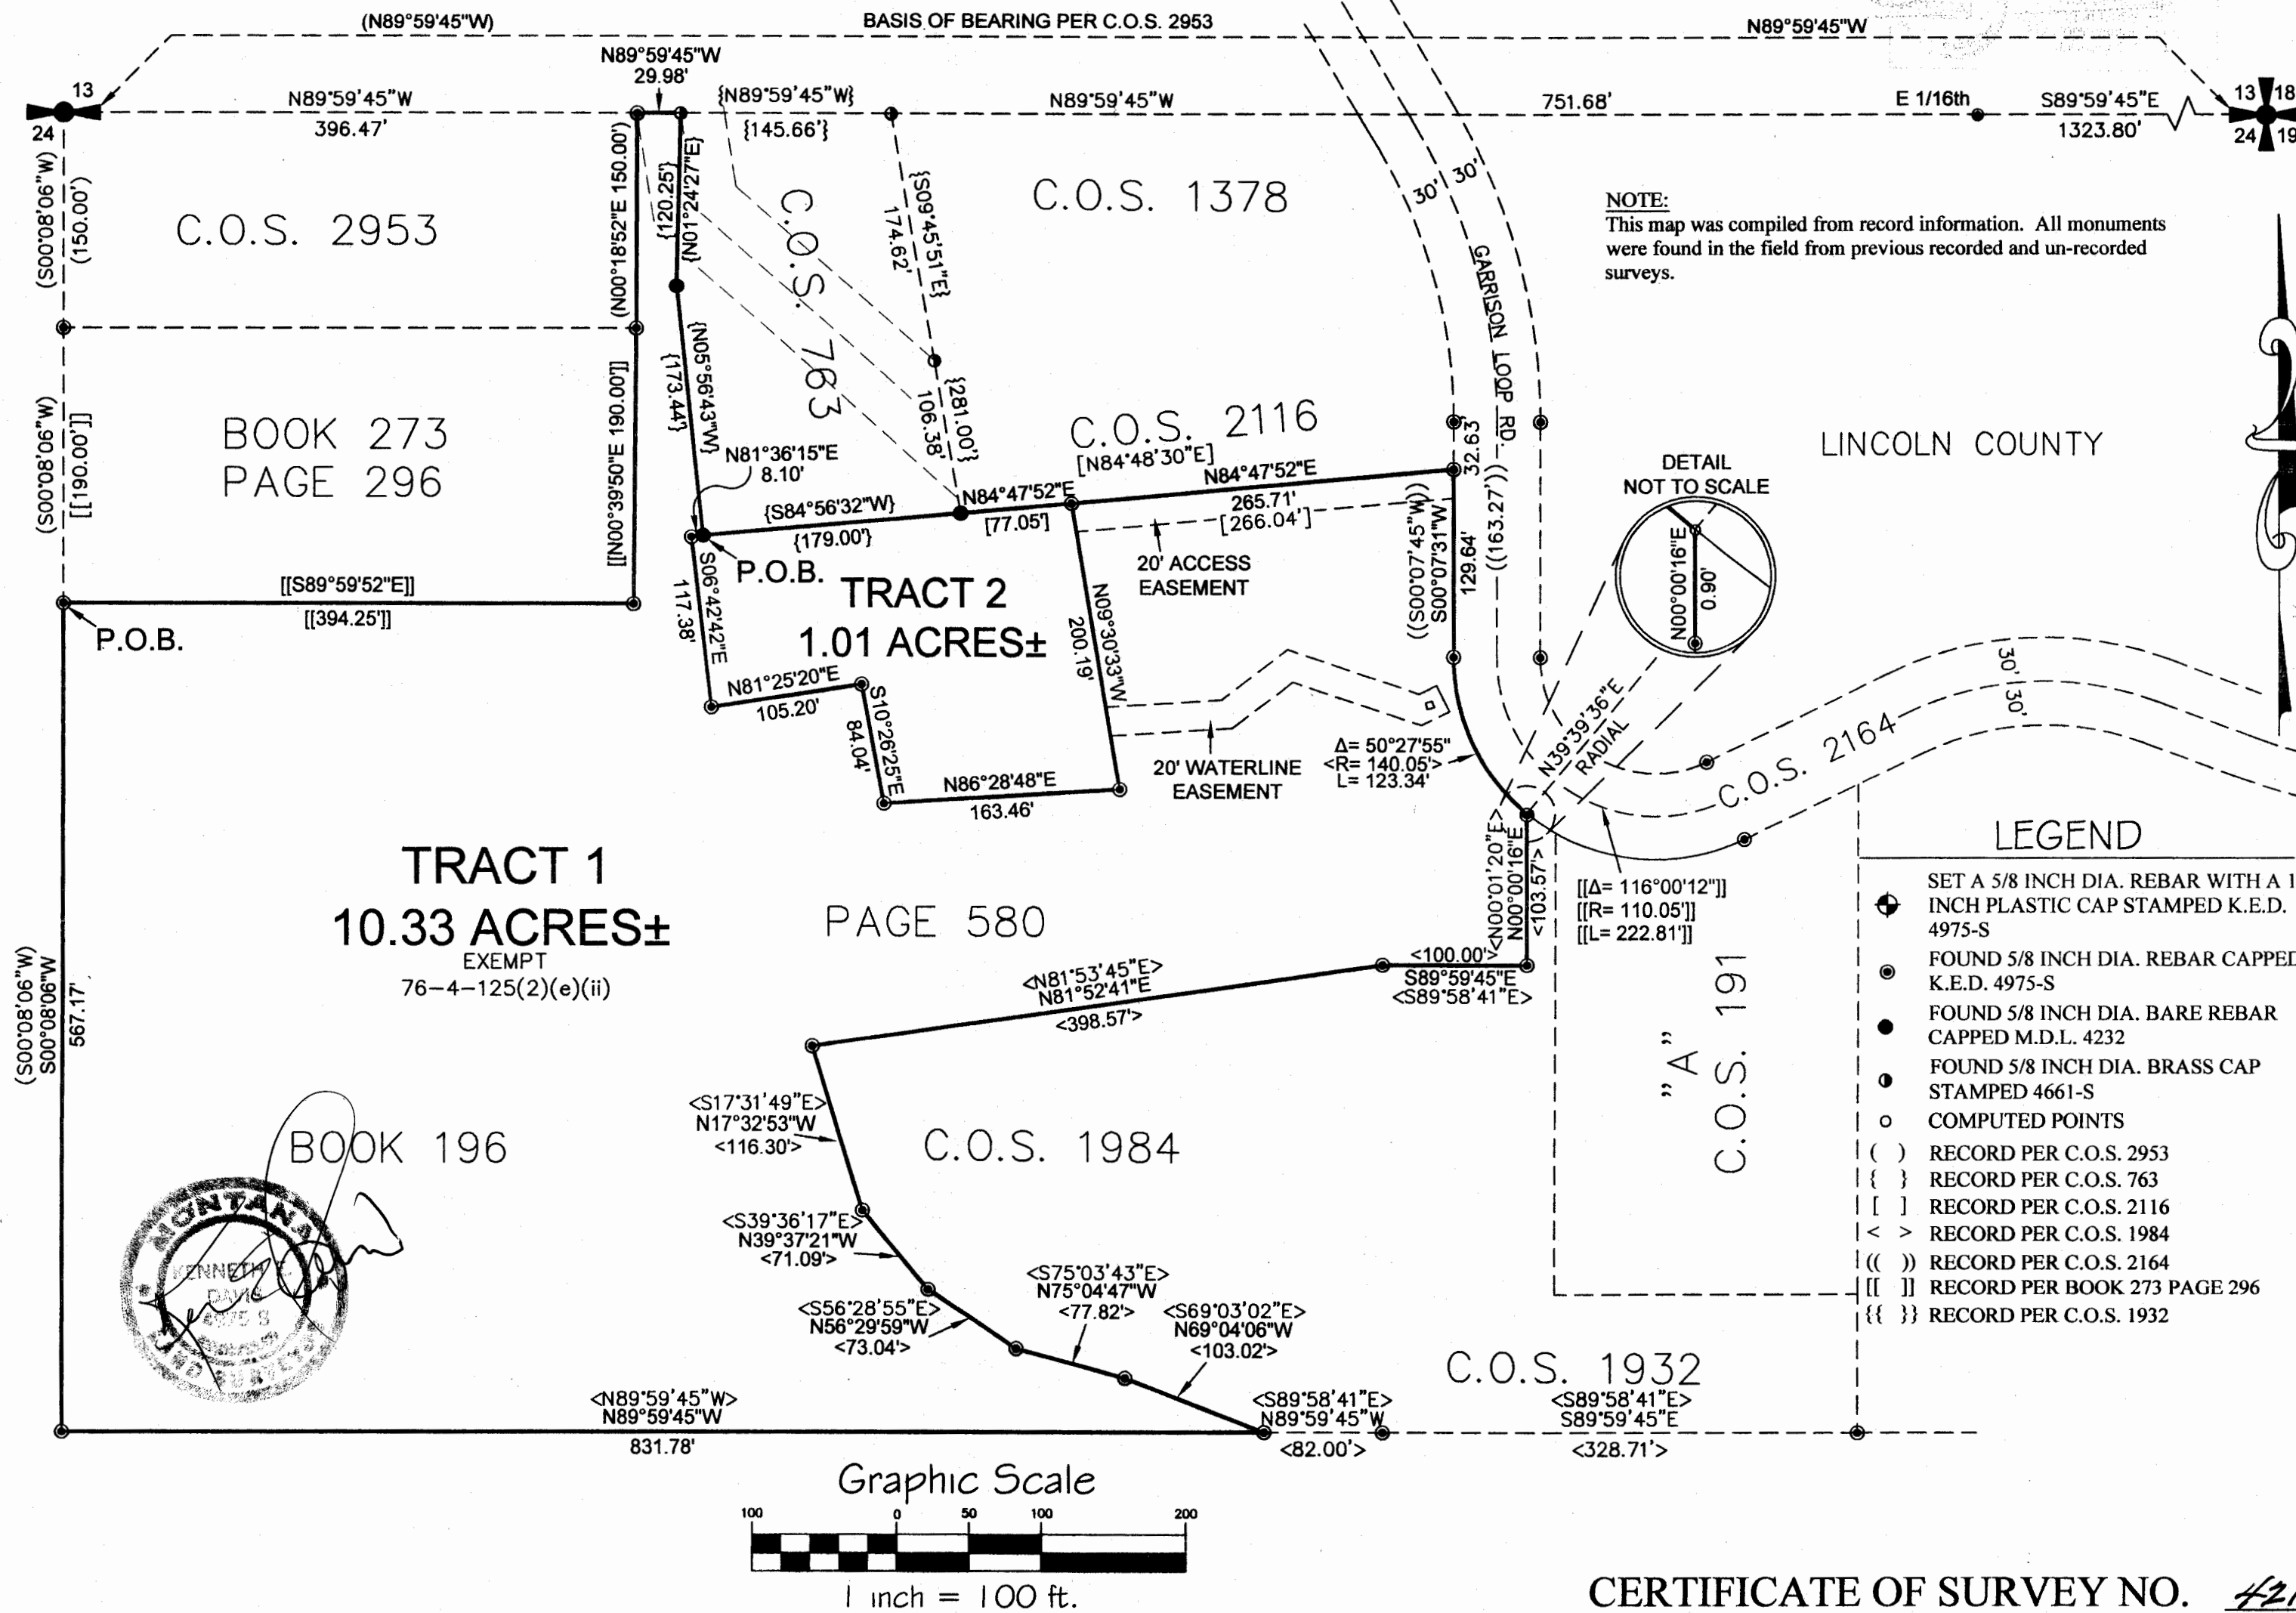 (N89°59'45"W)
BASIS OF BEARING PER C.O.S. 2953
N89°59'45"W
N89°59'45"W
29.98'
13
24
N89°59'45"W
396.47'
{N89°59'45"W}
{145.66'}
N89°59'45"W
751.68'
E 1/16th
S89°59'45"E
1323.80'
13
18
24
19
(S00°08'06"W)
(150.00')
C.O.S. 2953
(N00°18'52"E 150.00')
{120.25'}
{N01°24'27"E}
C.O.S. 763
{S09°45'51"E}
174.62'
C.O.S. 1378
30'
30'
GARRISON LOOP RD.
NOTE:
This map was compiled from record information. All monuments
were found in the field from previous recorded and un-recorded
surveys.
(S00°08'06"W)
[[190.00']]
BOOK 273
PAGE 296
[[N00°39'50"E 190.00']]
{N05°56'43"W}
{173.44'}
{281.00'}
106.38'
C.O.S. 2116
[N84°48'30"E]
N84°47'52"E
265.71'
[266.04']
N81°36'15"E
8.10'
{S84°56'32"W}
{179.00'}
N84°47'52"E
[77.05']
32.63'
((S00°07'45"W))
S00°07'31"W
129.64'
((163.27'))
LINCOLN COUNTY
DETAIL
NOT TO SCALE
N00°00'16"E
0.90'
20' ACCESS
EASEMENT
P.O.B.
TRACT 2
1.01 ACRES±
[[S89°59'52"E]]
[[394.25']]
P.O.B.
S06°42'42"E
117.38'
N81°25'20"E
105.20'
S10°26'25"E
84.04'
N86°28'48"E
163.46'
N09°30'33"W
200.19'
20' WATERLINE
EASEMENT
Δ= 50°27'55"
<R= 140.05'>
L= 123.34'
N39°39'36"E
RADIAL
30'
30'
C.O.S. 2164
<N00°01'20"E>
N00°00'16"E
<103.57'>
[[Δ= 116°00'12"]]
[[R= 110.05']]
[[L= 222.81']]
TRACT 1
10.33 ACRES±
EXEMPT
76-4-125(2)(e)(ii)
PAGE 580
<100.00'>
S89°59'45"E
<S89°58'41"E>
<N81°53'45"E>
N81°52'41"E
<398.57'>
(S00°08'06"W)
S00°08'06"W
567.17'
"A"
C.O.S. 191
LEGEND
SET A 5/8 INCH DIA. REBAR WITH A 1
INCH PLASTIC CAP STAMPED K.E.D.
4975-S
FOUND 5/8 INCH DIA. REBAR CAPPED
K.E.D. 4975-S
FOUND 5/8 INCH DIA. BARE REBAR
CAPPED M.D.L. 4232
FOUND 5/8 INCH DIA. BRASS CAP
STAMPED 4661-S
COMPUTED POINTS
( ) RECORD PER C.O.S. 2953
{ } RECORD PER C.O.S. 763
[ ] RECORD PER C.O.S. 2116
< > RECORD PER C.O.S. 1984
(( )) RECORD PER C.O.S. 2164
[[ ]] RECORD PER BOOK 273 PAGE 296
{{ }} RECORD PER C.O.S. 1932
<S17°31'49"E>
N17°32'53"W
<116.30'>
C.O.S. 1984
BOOK 196
MONTANA
KENNETH E.
DAVIS
4975 S
<S39°36'17"E>
N39°37'21"W
<71.09'>
<S56°28'55"E>
N56°29'59"W
<73.04'>
<S75°03'43"E>
N75°04'47"W
<77.82'>
<S69°03'02"E>
N69°04'06"W
<103.02'>
C.O.S. 1932
<N89°59'45"W>
N89°59'45"W
831.78'
<S89°58'41"E>
N89°59'45"W
<82.00'>
<S89°58'41"E>
S89°59'45"E
<328.71'>
Graphic Scale
100 0 50 100 200
1 inch = 100 ft.
CERTIFICATE OF SURVEY NO.